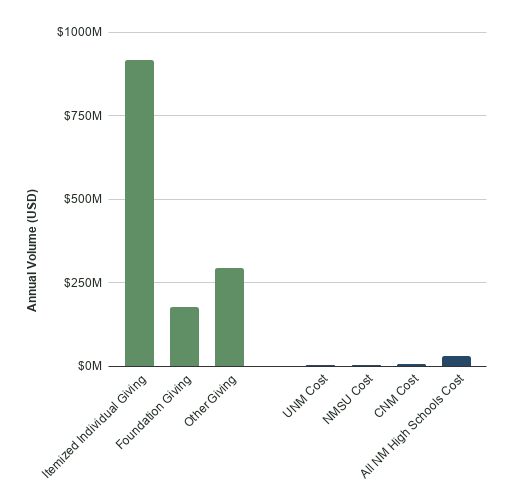 $1000M
$750M
$500M
$250M
$0M
Annual Volume (USD)
Itemized Individual Giving
Foundation Giving
Other Giving
UNM Cost
NMSU Cost
CNM Cost
All NM High Schools Cost